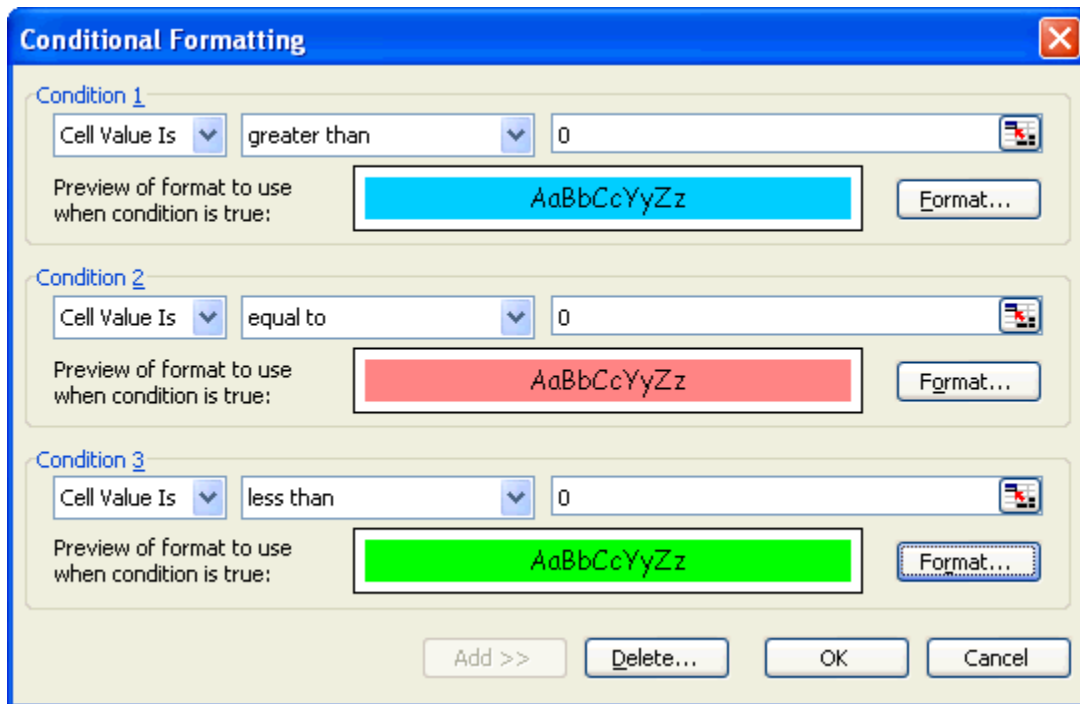 Conditional Formatting
Condition 1
Cell Value Is greater than 0
Preview of format to use
when condition is true:
AaBbCcYyZz
Format...
Condition 2
Cell Value Is equal to 0
Preview of format to use
when condition is true:
AaBbCcYyZz
Format...
Condition 3
Cell Value Is less than 0
Preview of format to use
when condition is true:
AaBbCcYyZz
Format...
Add >> Delete... OK Cancel